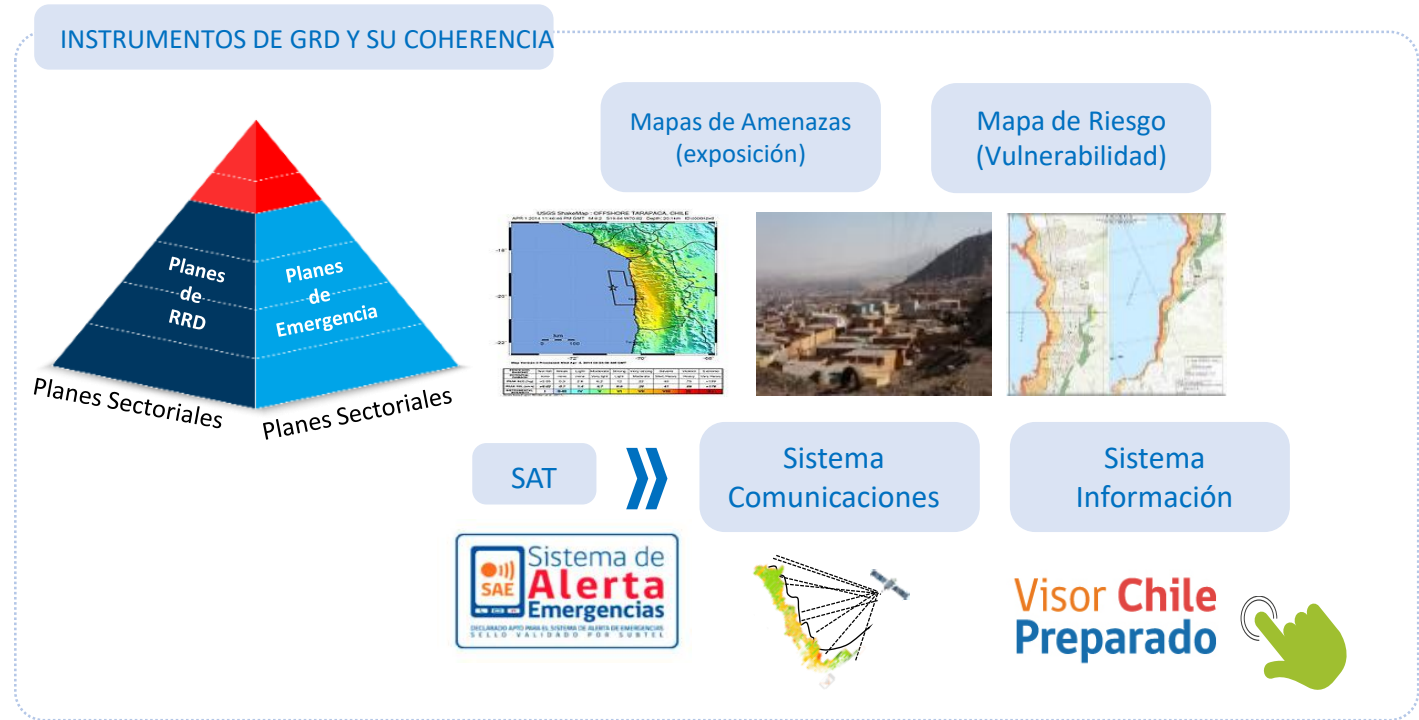 INSTRUMENTOS DE GRD Y SU COHERENCIA
Mapas de Amenazas
(exposición)
Mapa de Riesgo
(Vulnerabilidad)
Planes
de
RRD
Planes
de
Emergencia
Planes Sectoriales
Planes Sectoriales
USGS ShakeMap : OFFSHORE TARAPACA, CHILE
SAT
Sistema
Comunicaciones
Sistema
Información
SAE
Sistema de
Alerta
Emergencias
DECLARADO APTO PARA EL SISTEMA DE ALERTA DE EMERGENCIAS
SELLO VALIDADO POR SUBTEL
Visor Chile
Preparado